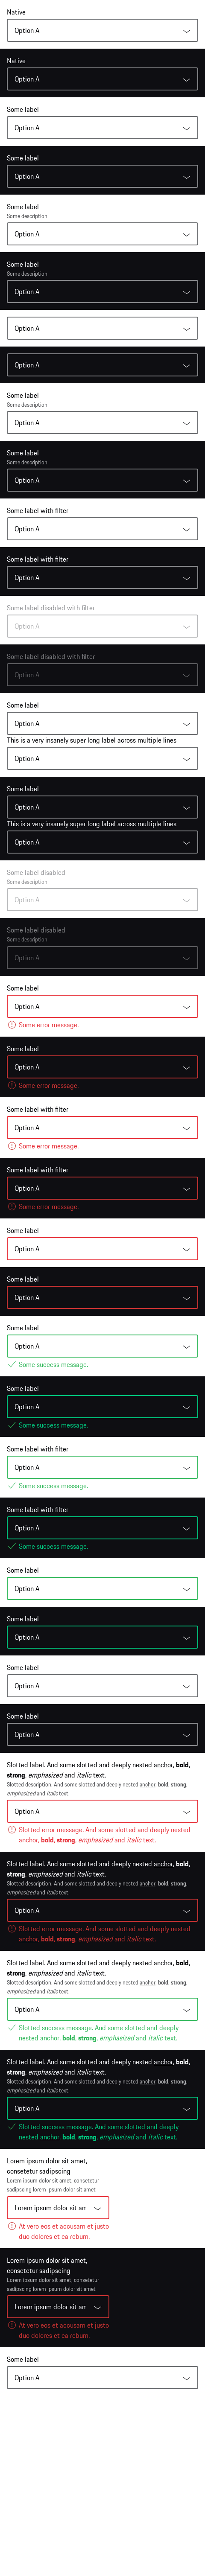 Native
Option A
Native
Option A
Some label
Option A
Some label
Option A
Some label
Some description
Option A
Some label
Some description
Option A
Option A
Option A
Some label
Some description
Option A
Some label
Some description
Option A
Some label with filter
Option A
Some label with filter
Option A
Some label disabled with filter
Option A
Some label disabled with filter
Option A
Some label
Option A
This is a very insanely super long label across multiple lines
Option A
Some label
Option A
This is a very insanely super long label across multiple lines
Option A
Some label disabled
Some description
Option A
Some label disabled
Some description
Option A
Some label
Option A
Some error message.
Some label
Option A
Some error message.
Some label with filter
Option A
Some error message.
Some label with filter
Option A
Some error message.
Some label
Option A
Some label
Option A
Some label
Option A
Some success message.
Some label
Option A
Some success message.
Some label with filter
Option A
Some success message.
Some label with filter
Option A
Some success message.
Some label
Option A
Some label
Option A
Some label
Option A
Some label
Option A
Slotted label. And some slotted and deeply nested anchor, bold,
strong, emphasized and italic text.
Slotted description. And some slotted and deeply nested anchor, bold, strong,
emphasized and italic text.
Option A
Slotted error message. And some slotted and deeply nested
anchor, bold, strong, emphasized and italic text.
Slotted label. And some slotted and deeply nested anchor, bold,
strong, emphasized and italic text.
Slotted description. And some slotted and deeply nested anchor, bold, strong,
emphasized and italic text.
Option A
Slotted error message. And some slotted and deeply nested
anchor, bold, strong, emphasized and italic text.
Slotted label. And some slotted and deeply nested anchor, bold,
strong, emphasized and italic text.
Slotted description. And some slotted and deeply nested anchor, bold, strong,
emphasized and italic text.
Option A
Slotted success message. And some slotted and deeply
nested anchor, bold, strong, emphasized and italic text.
Slotted label. And some slotted and deeply nested anchor, bold,
strong, emphasized and italic text.
Slotted description. And some slotted and deeply nested anchor, bold, strong,
emphasized and italic text.
Option A
Slotted success message. And some slotted and deeply
nested anchor, bold, strong, emphasized and italic text.
Lorem ipsum dolor sit amet,
consetetur sadipscing
Lorem ipsum dolor sit amet, consetetur
sadipscing lorem ipsum dolor sit amet
Lorem ipsum dolor sit am
At vero eos et accusam et justo
duo dolores et ea rebum.
Lorem ipsum dolor sit amet,
consetetur sadipscing
Lorem ipsum dolor sit amet, consetetur
sadipscing lorem ipsum dolor sit amet
Lorem ipsum dolor sit am
At vero eos et accusam et justo
duo dolores et ea rebum.
Some label
Option A